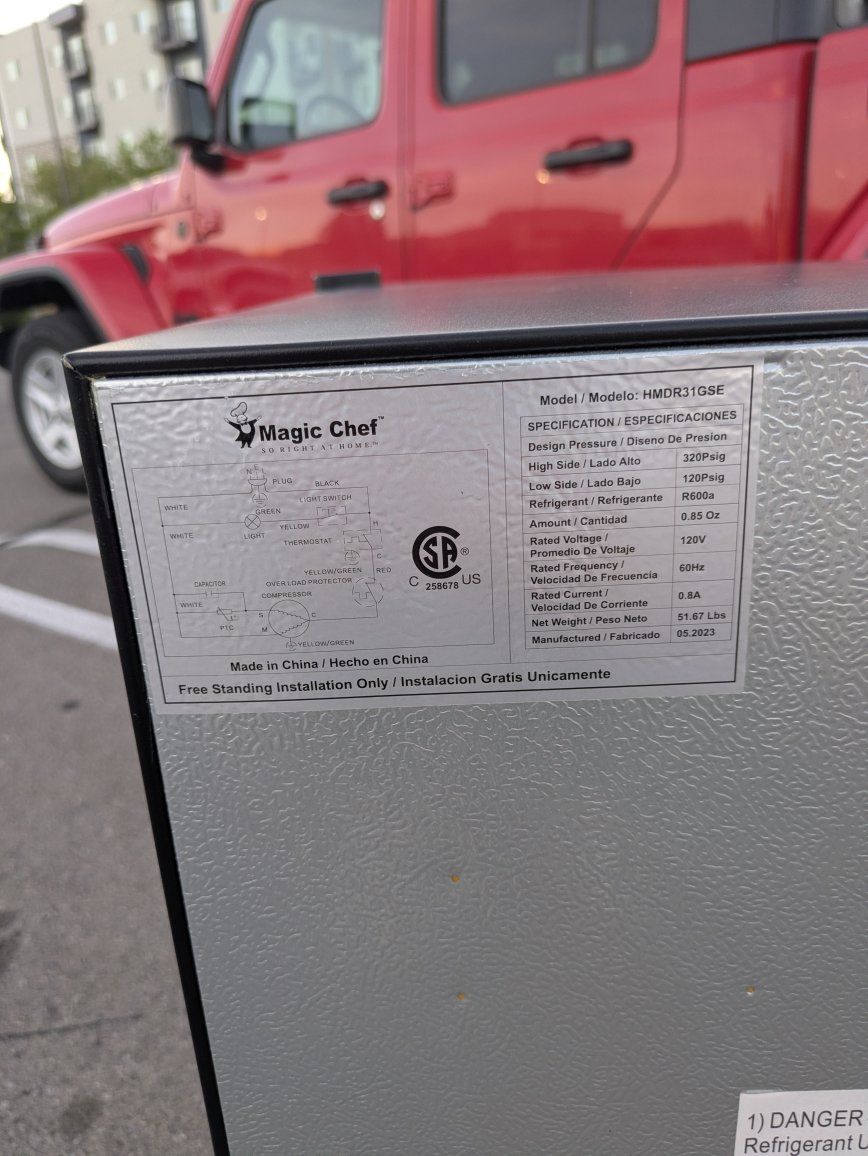 Magic Chef™
SO RIGHT AT HOME.™
N E L
PLUG
BLACK
LIGHT SWITCH
WHITE
GREEN
YELLOW
H
WHITE
LIGHT
THERMOSTAT
C
YELLOW/GREEN
RED
OVER LOAD PROTECTOR
CAPACITOR
COMPRESSOR
WHITE
S
C
PTC
M
YELLOW/GREEN
SA®
C 258678 US
Made in China / Hecho en China
Free Standing Installation Only / Instalacion Gratis Unicamente
Model / Modelo: HMDR31GSE
SPECIFICATION / ESPECIFICACIONES
Design Pressure / Diseno De Presion
High Side / Lado Alto 320Psig
Low Side / Lado Bajo 120Psig
Refrigerant / Refrigerante R600a
Amount / Cantidad 0.85 Oz
Rated Voltage /
Promedio De Voltaje 120V
Rated Frequency /
Velocidad De Frecuencia 60Hz
Rated Current /
Velocidad De Corriente 0.8A
Net Weight / Peso Neto 51.67 Lbs
Manufactured / Fabricado 05.2023
1) DANGER
Refrigerant U